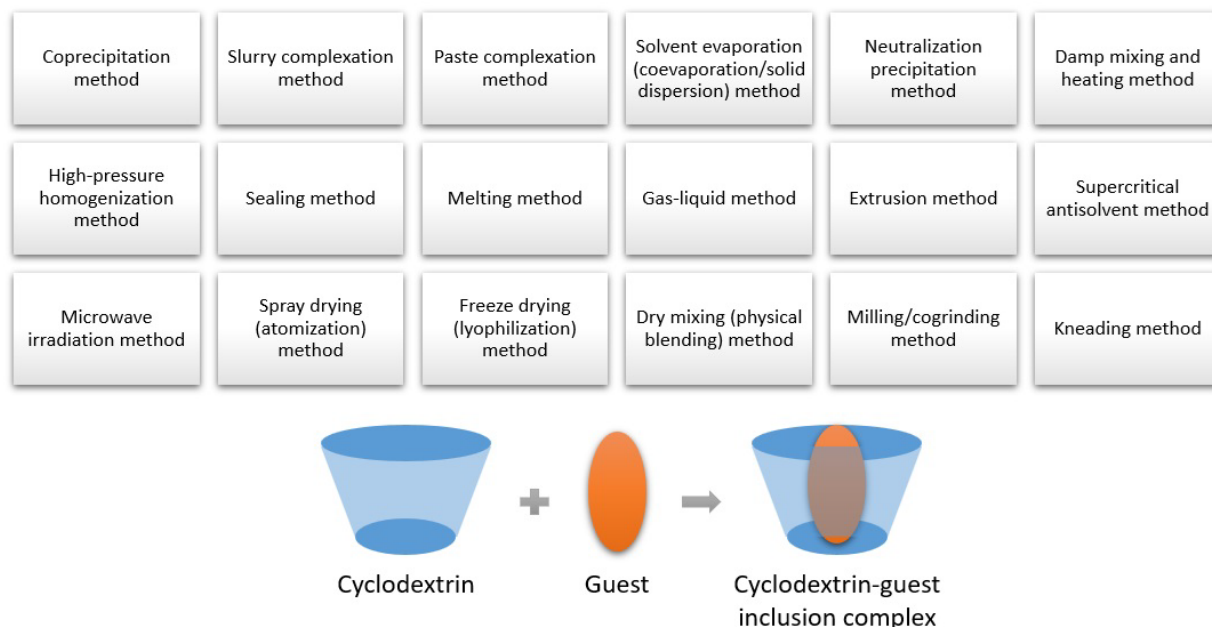 Coprecipitation
method
Slurry complexation
method
Paste complexation
method
Solvent evaporation
(coevaporation/solid
dispersion) method
Neutralization
precipitation
method
Damp mixing and
heating method
High-pressure
homogenization
method
Sealing method
Melting method
Gas-liquid method
Extrusion method
Supercritical
antisolvent method
Microwave
irradiation method
Spray drying
(atomization)
method
Freeze drying
(lyophilization)
method
Dry mixing (physical
blending) method
Milling/cogrinding
method
Kneading method
Cyclodextrin
Guest
Cyclodextrin-guest
inclusion complex